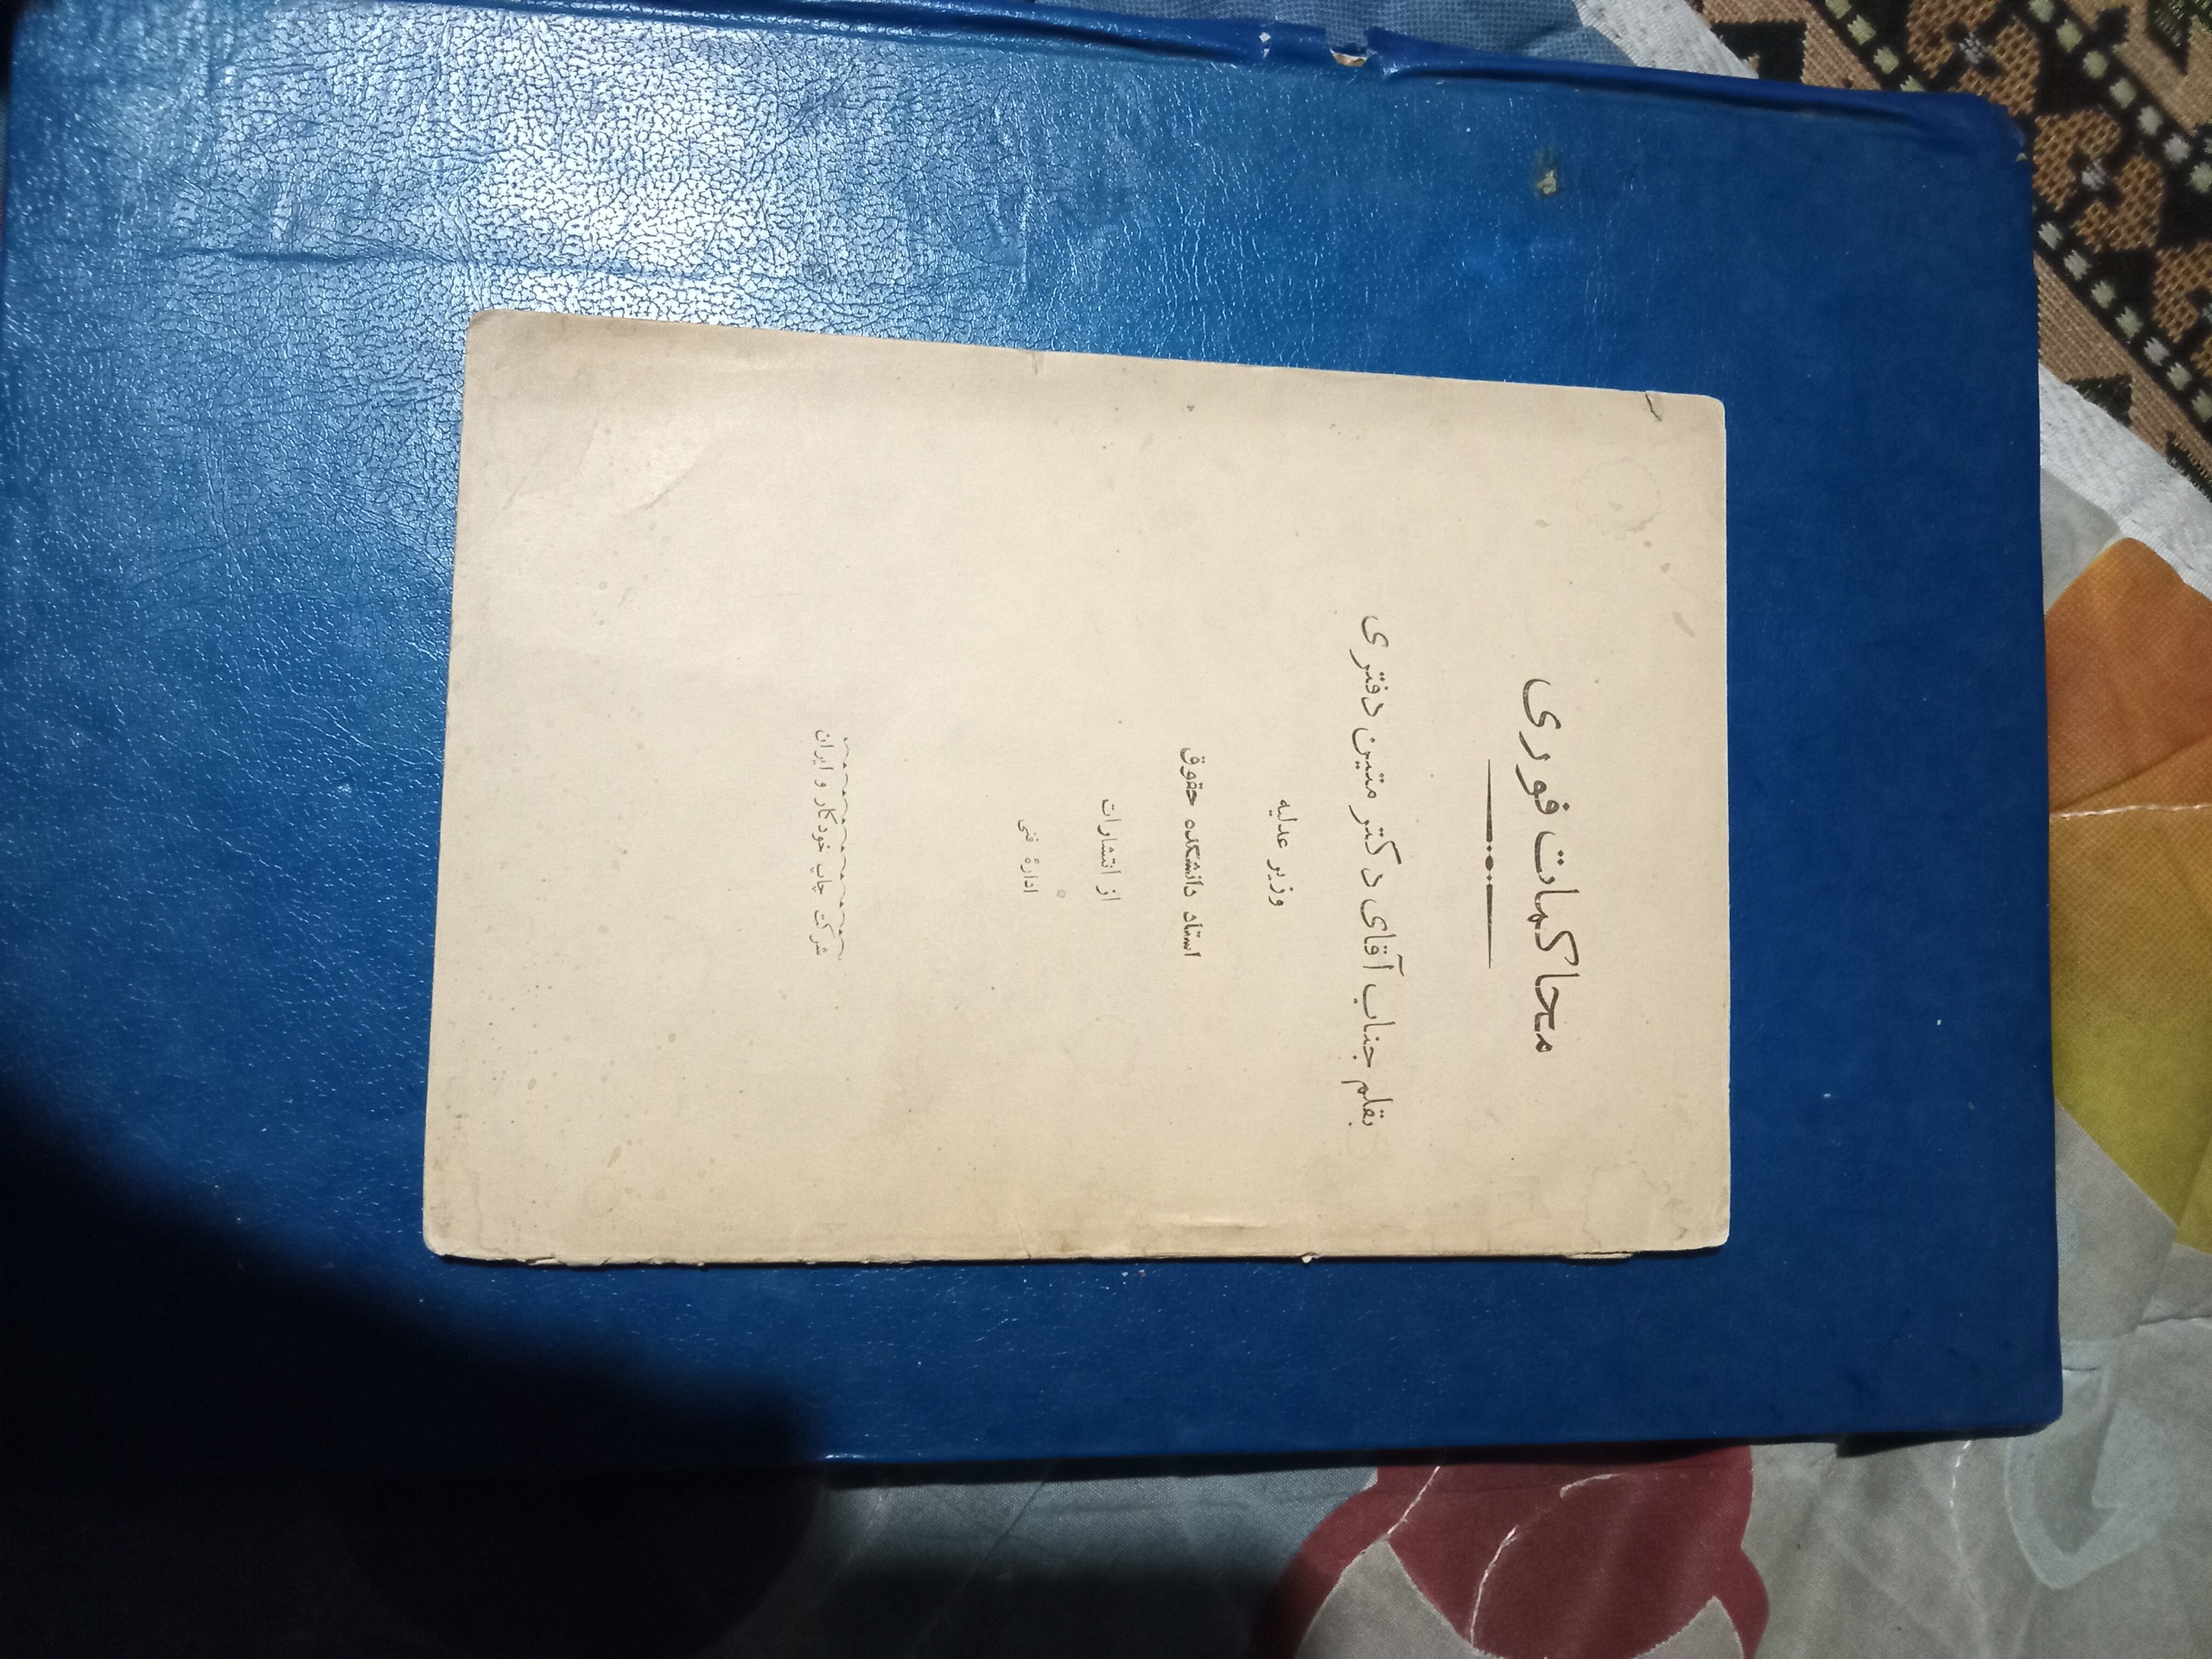 محاکمات فوری
بقلم جناب آقای دکتر متین دفتری
وزیر عدلیه
استاد دانشکده حقوق
از انتشارات
ادارهٔ فنی
شرکت چاپ خودکار و ایران